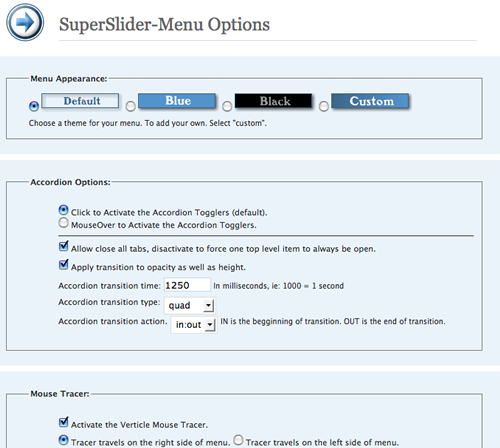 SuperSlider-Menu Options
Menu Appearance:
Default Blue Black Custom
Choose a theme for your menu. To add your own. Select "custom".
Accordion Options:
Click to Activate the Accordion Togglers (default).
MouseOver to Activate the Accordion Togglers.
Allow close all tabs, disactivate to force one top level item to always be open.
Apply transition to opacity as well as height.
Accordion transition time: 1250 In milliseconds, ie: 1000 = 1 second
Accordion transition type: quad
Accordion transition action. in:out IN is the begginning of transition. OUT is the end of transition.
Mouse Tracer:
Activate the Verticle Mouse Tracer.
Tracer travels on the right side of menu. Tracer travels on the left side of menu.